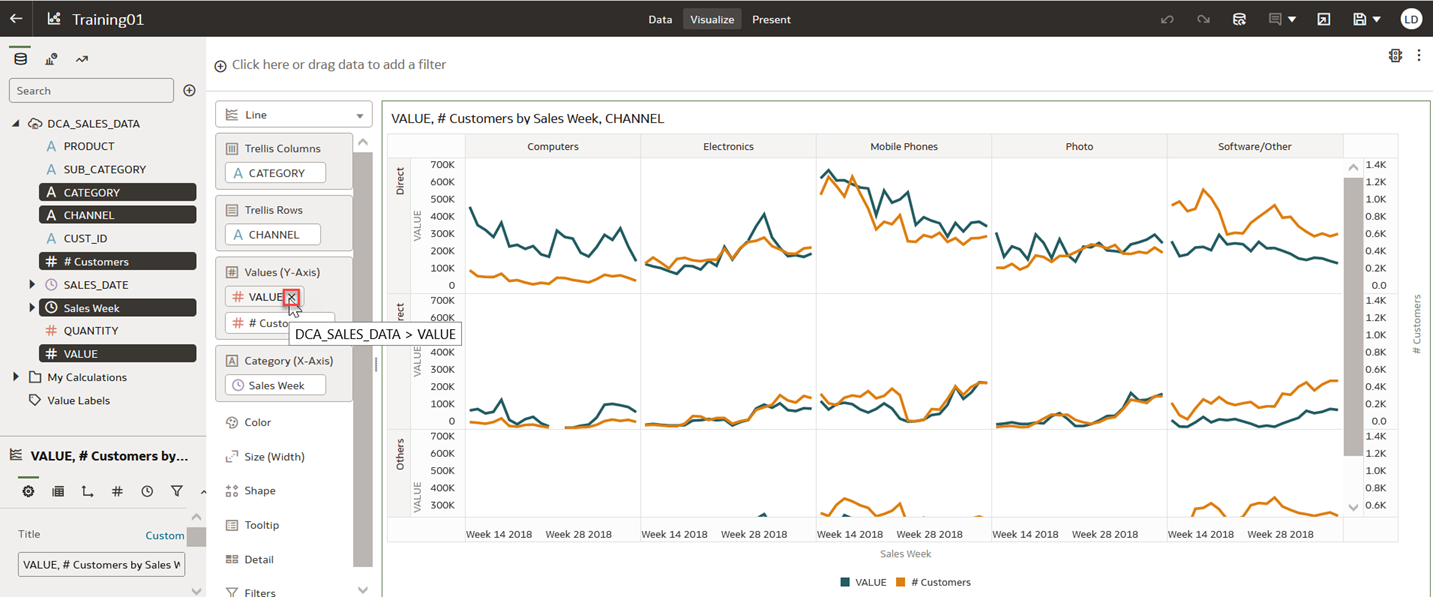 Training01
Data
Visualize
Present
LD
Search
DCA_SALES_DATA
A PRODUCT
A SUB_CATEGORY
A CATEGORY
A CHANNEL
A CUST_ID
# # Customers
SALES_DATE
Sales Week
# QUANTITY
# VALUE
My Calculations
Value Labels
VALUE, # Customers by...
#
Title
Custom
VALUE, # Customers by Sales W
Click here or drag data to add a filter
Line
Trellis Columns
A CATEGORY
Trellis Rows
A CHANNEL
# Values (Y-Axis)
# VALUE
# # Custo
DCA_SALES_DATA > VALUE
A Category (X-Axis)
Sales Week
Color
Size (Width)
Shape
Tooltip
Detail
Filters
VALUE, # Customers by Sales Week, CHANNEL
Computers
Electronics
Mobile Phones
Photo
Software/Other
Direct
VALUE
700K
600K
500K
400K
300K
200K
100K
0
1.4K
1.2K
1.0K
0.8K
0.6K
0.4K
0.2K
0.0
rect
VALUE
700K
600K
400K
300K
200K
100K
0
1.4K
1.2K
1.0K
0.8K
0.6K
0.4K
0.2K
0.0
Others
VALUE
700K
600K
500K
400K
300K
1.4K
1.2K
1.0K
0.8K
0.6K
# Customers
Week 14 2018 Week 28 2018
Week 14 2018 Week 28 2018
Week 14 2018 Week 28 2018
Week 14 2018 Week 28 2018
Week 14 2018 Week 28 2018
Sales Week
VALUE
# Customers